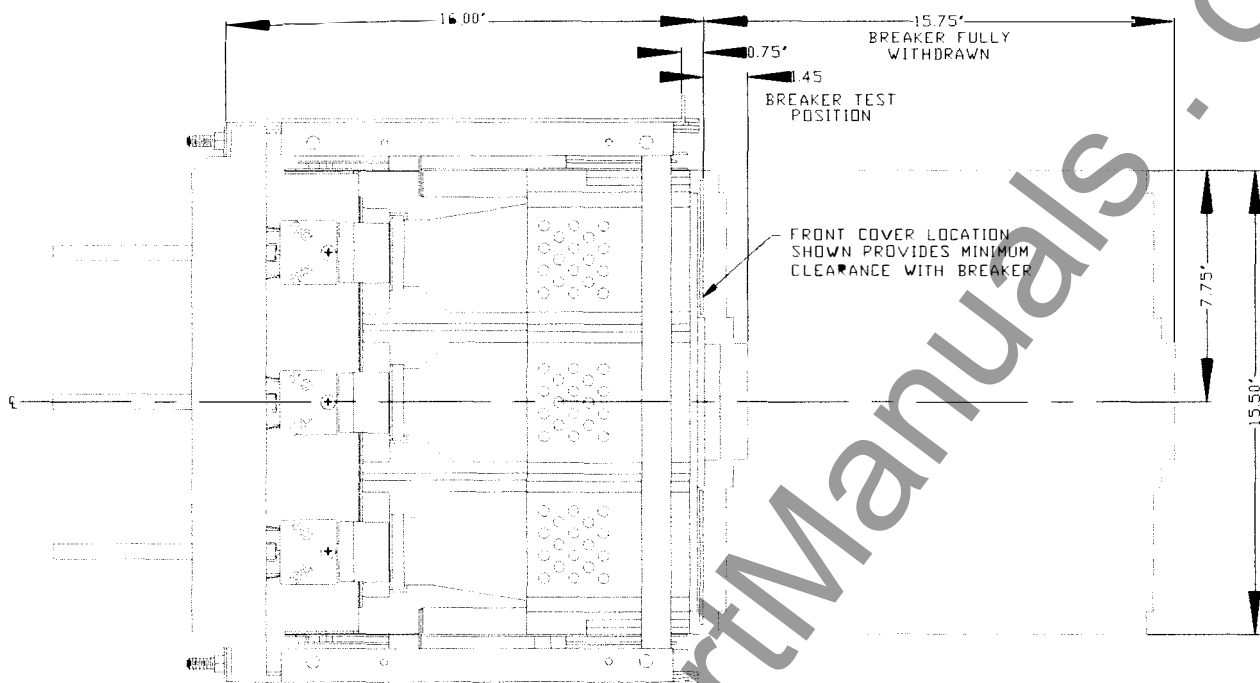 16.00"
15.75"
BREAKER FULLY
WITHDRAWN
0.75"
1.45
BREAKER TEST
POSITION
FRONT COVER LOCATION
SHOWN PROVIDES MINIMUM
CLEARANCE WITH BREAKER
7.75"
15.50"
℄
rtManuals . c